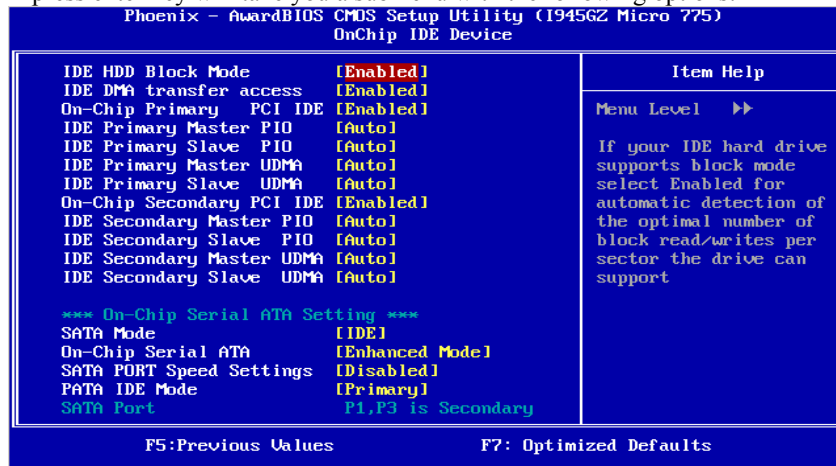 Phoenix - AwardBIOS CMOS Setup Utility (I945GZ Micro 775)
OnChip IDE Device
IDE HDD Block Mode [Enabled]
IDE DMA transfer access [Enabled]
On-Chip Primary PCI IDE [Enabled]
IDE Primary Master PIO [Auto]
IDE Primary Slave PIO [Auto]
IDE Primary Master UDMA [Auto]
IDE Primary Slave UDMA [Auto]
On-Chip Secondary PCI IDE [Enabled]
IDE Secondary Master PIO [Auto]
IDE Secondary Slave PIO [Auto]
IDE Secondary Master UDMA [Auto]
IDE Secondary Slave UDMA [Auto]
*** On-Chip Serial ATA Setting ***
SATA Mode [IDE]
On-Chip Serial ATA [Enhanced Mode]
SATA PORT Speed Settings [Disabled]
PATA IDE Mode [Primary]
SATA Port P1,P3 is Secondary
Item Help
Menu Level ▶▶
If your IDE hard drive
supports block mode
select Enabled for
automatic detection of
the optimal number of
block read/writes per
sector the drive can
support
F5:Previous Values F7: Optimized Defaults